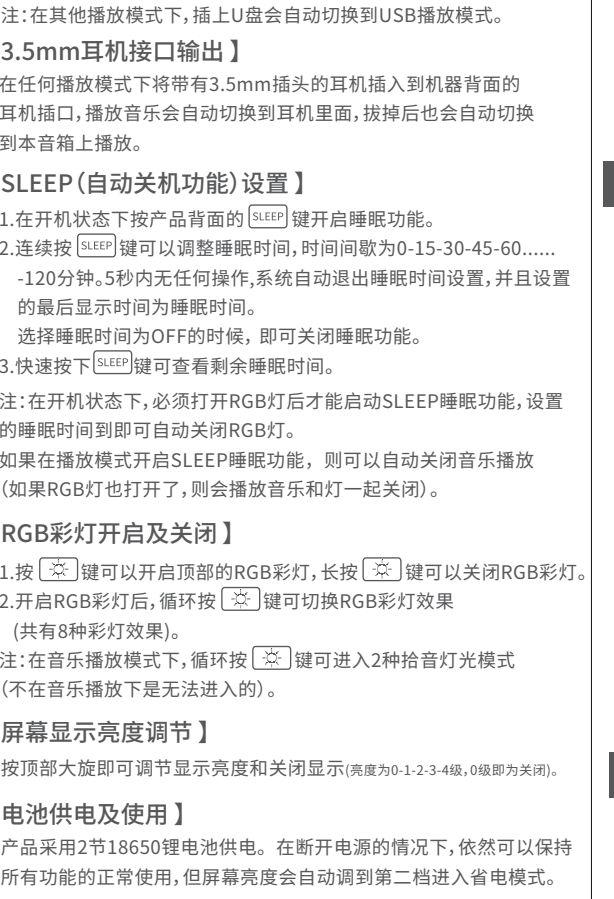 注:在其他播放模式下,插上U盘会自动切换到USB播放模式。
3.5mm耳机接口输出】
在任何播放模式下将带有3.5mm插头的耳机插入到机器背面的
耳机插口,播放音乐会自动切换到耳机里面,拔掉后也会自动切换
到本音箱上播放。
SLEEP(自动关机功能)设置】
1.在开机状态下按产品背面的 SLEEP 键开启睡眠功能。
2.连续按 SLEEP 键可以调整睡眠时间,时间间歇为0-15-30-45-60......
-120分钟。5秒内无任何操作,系统自动退出睡眠时间设置,并且设置
的最后显示时间为睡眠时间。
选择睡眠时间为OFF的时候, 即可关闭睡眠功能。
3.快速按下 SLEEP 键可查看剩余睡眠时间。
注:在开机状态下,必须打开RGB灯后才能启动SLEEP睡眠功能,设置
的睡眠时间到即可自动关闭RGB灯。
如果在播放模式开启SLEEP睡眠功能, 则可以自动关闭音乐播放
(如果RGB灯也打开了,则会播放音乐和灯一起关闭)。
RGB彩灯开启及关闭】
1.按 键可以开启顶部的RGB彩灯,长按 键可以关闭RGB彩灯。
2.开启RGB彩灯后,循环按 键可切换RGB彩灯效果
(共有8种彩灯效果)。
注:在音乐播放模式下,循环按 键可进入2种拾音灯光模式
(不在音乐播放下是无法进入的)。
屏幕显示亮度调节】
按顶部大旋即可调节显示亮度和关闭显示(亮度为0-1-2-3-4级,0级即为关闭)。
电池供电及使用】
产品采用2节18650锂电池供电。在断开电源的情况下,依然可以保持
所有功能的正常使用,但屏幕亮度会自动调到第二档进入省电模式。